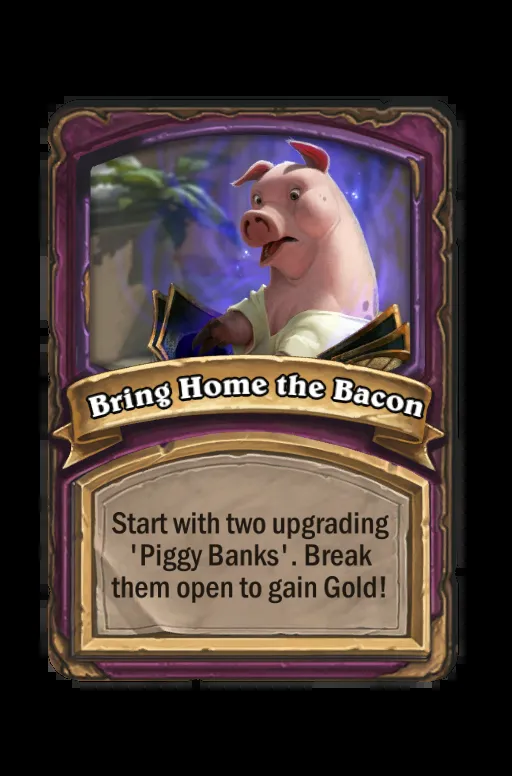 Bring Home the Bacon
Start with two upgrading
'Piggy Banks'. Break
them open to gain Gold!